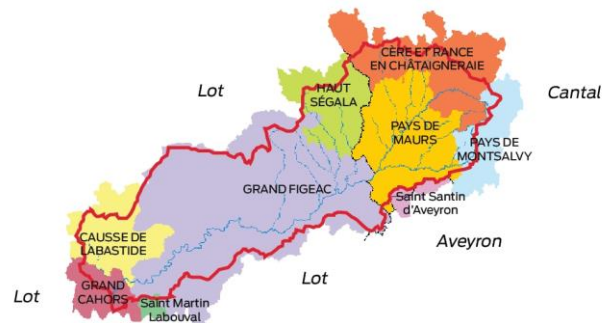 CÈRE ET RANCE
EN CHÂTAIGNERAIE
Lot
HAUT
SÉGALA
Cantal
PAYS DE
MAURS
PAYS DE
MONTSALVY
GRAND FIGEAC
Saint Santin
d'Aveyron
CAUSSE DE
LABASTIDE
Aveyron
Lot
GRAND
CAHORS
Saint Martin
Labouval
Lot